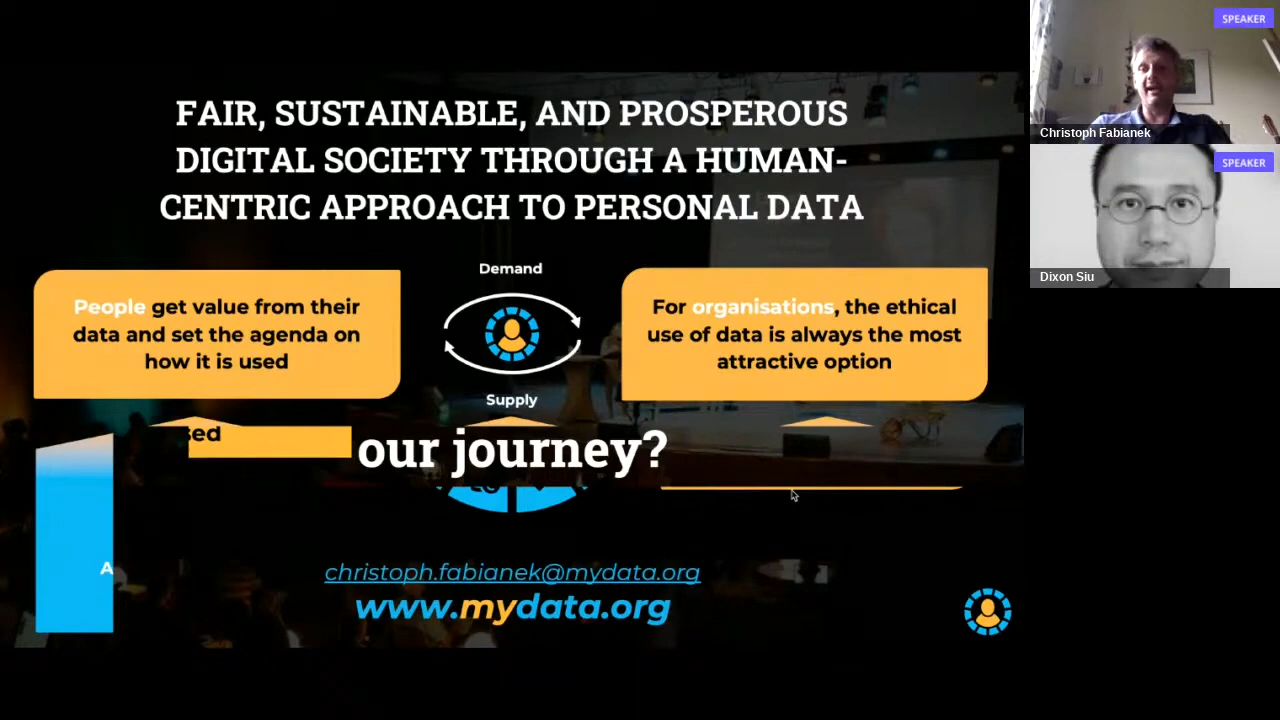 FAIR, SUSTAINABLE, AND PROSPEROUS
DIGITAL SOCIETY THROUGH A HUMAN-
CENTRIC APPROACH TO PERSONAL DATA
Demand
People get value from their
data and set the agenda on
how it is used
For organisations, the ethical
use of data is always the most
attractive option
Supply
sed
our journey?
A
christoph.fabianek@mydata.org
www.mydata.org
SPEAKER
Christoph Fabianek
SPEAKER
Dixon Siu